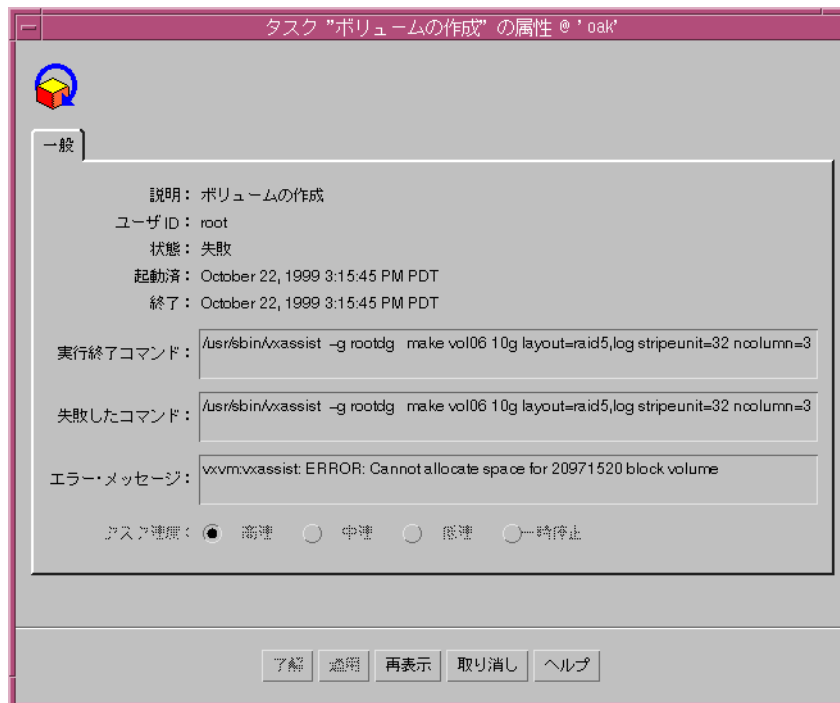 タスク ”ボリュームの作成” の属性 @ ’ oak’
一般
説明： ボリュームの作成
ユーザ ID： root
状態： 失敗
起動済： October 22, 1999 3:15:45 PM PDT
終了： October 22, 1999 3:15:45 PM PDT
実行終了コマンド： /usr/sbin/vxassist -g rootdg make vol06 10g layout=raid5,log stripeunit=32 ncolumn=3
失敗したコマンド： /usr/sbin/vxassist -g rootdg make vol06 10g layout=raid5,log stripeunit=32 ncolumn=3
エラー・メッセージ： vxvm:vxassist: ERROR: Cannot allocate space for 20971520 block volume
タスク速度： 高速 中速 低速 一時停止
了解 適用 再表示 取り消し ヘルプ